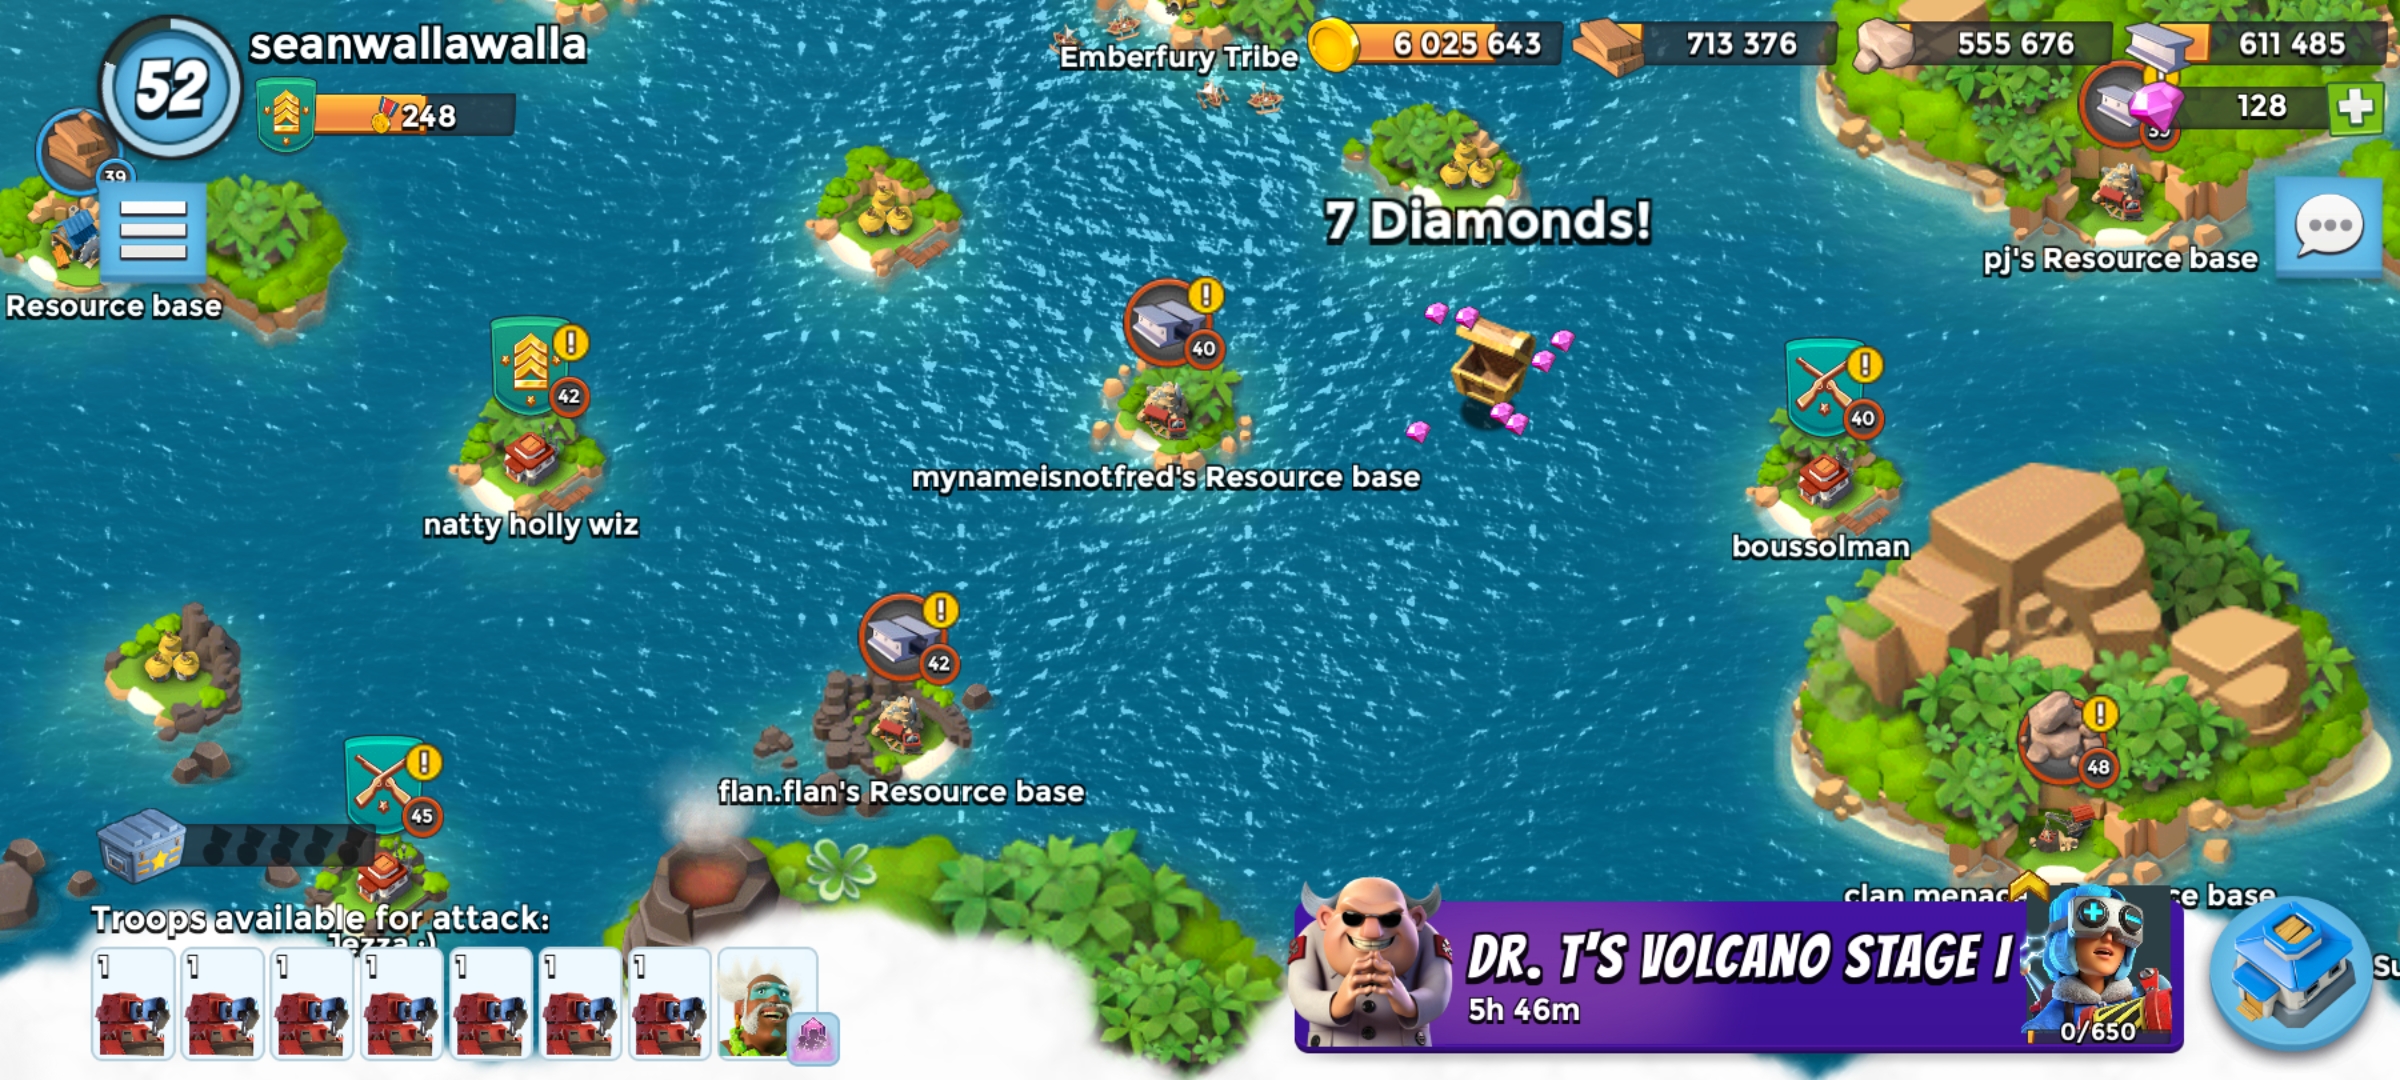 52
seanwallawalla
248
Emberfury Tribe
6 025 643
713 376
555 676
611 485
128
39
39
Resource base
7 Diamonds!
pj's Resource base
!
42
natty holly wiz
!
40
mynameisnotfred's Resource base
!
40
boussolman
!
42
flan.flan's Resource base
!
48
!
45
Troops available for attack:
Jezza :)
1 1 1 1 1 1 1
DR. T'S VOLCANO STAGE I
5h 46m
0/650